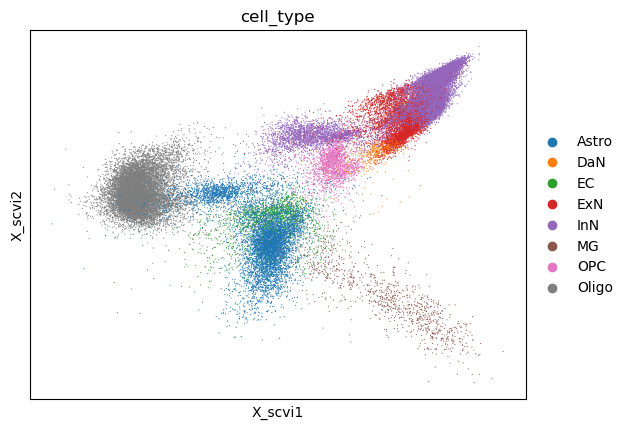 cell_type
X_scvi2
X_scvi1
Astro
DaN
EC
ExN
InN
MG
OPC
Oligo